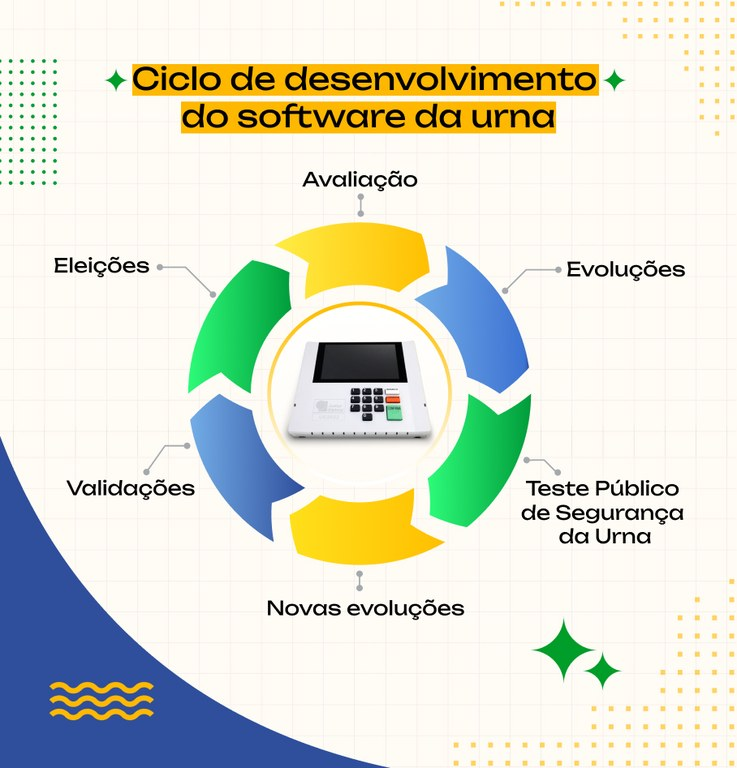 Ciclo de desenvolvimento
do software da urna
Avaliação
Evoluções
Teste Público
de Segurança
da Urna
Novas evoluções
Validações
Eleições